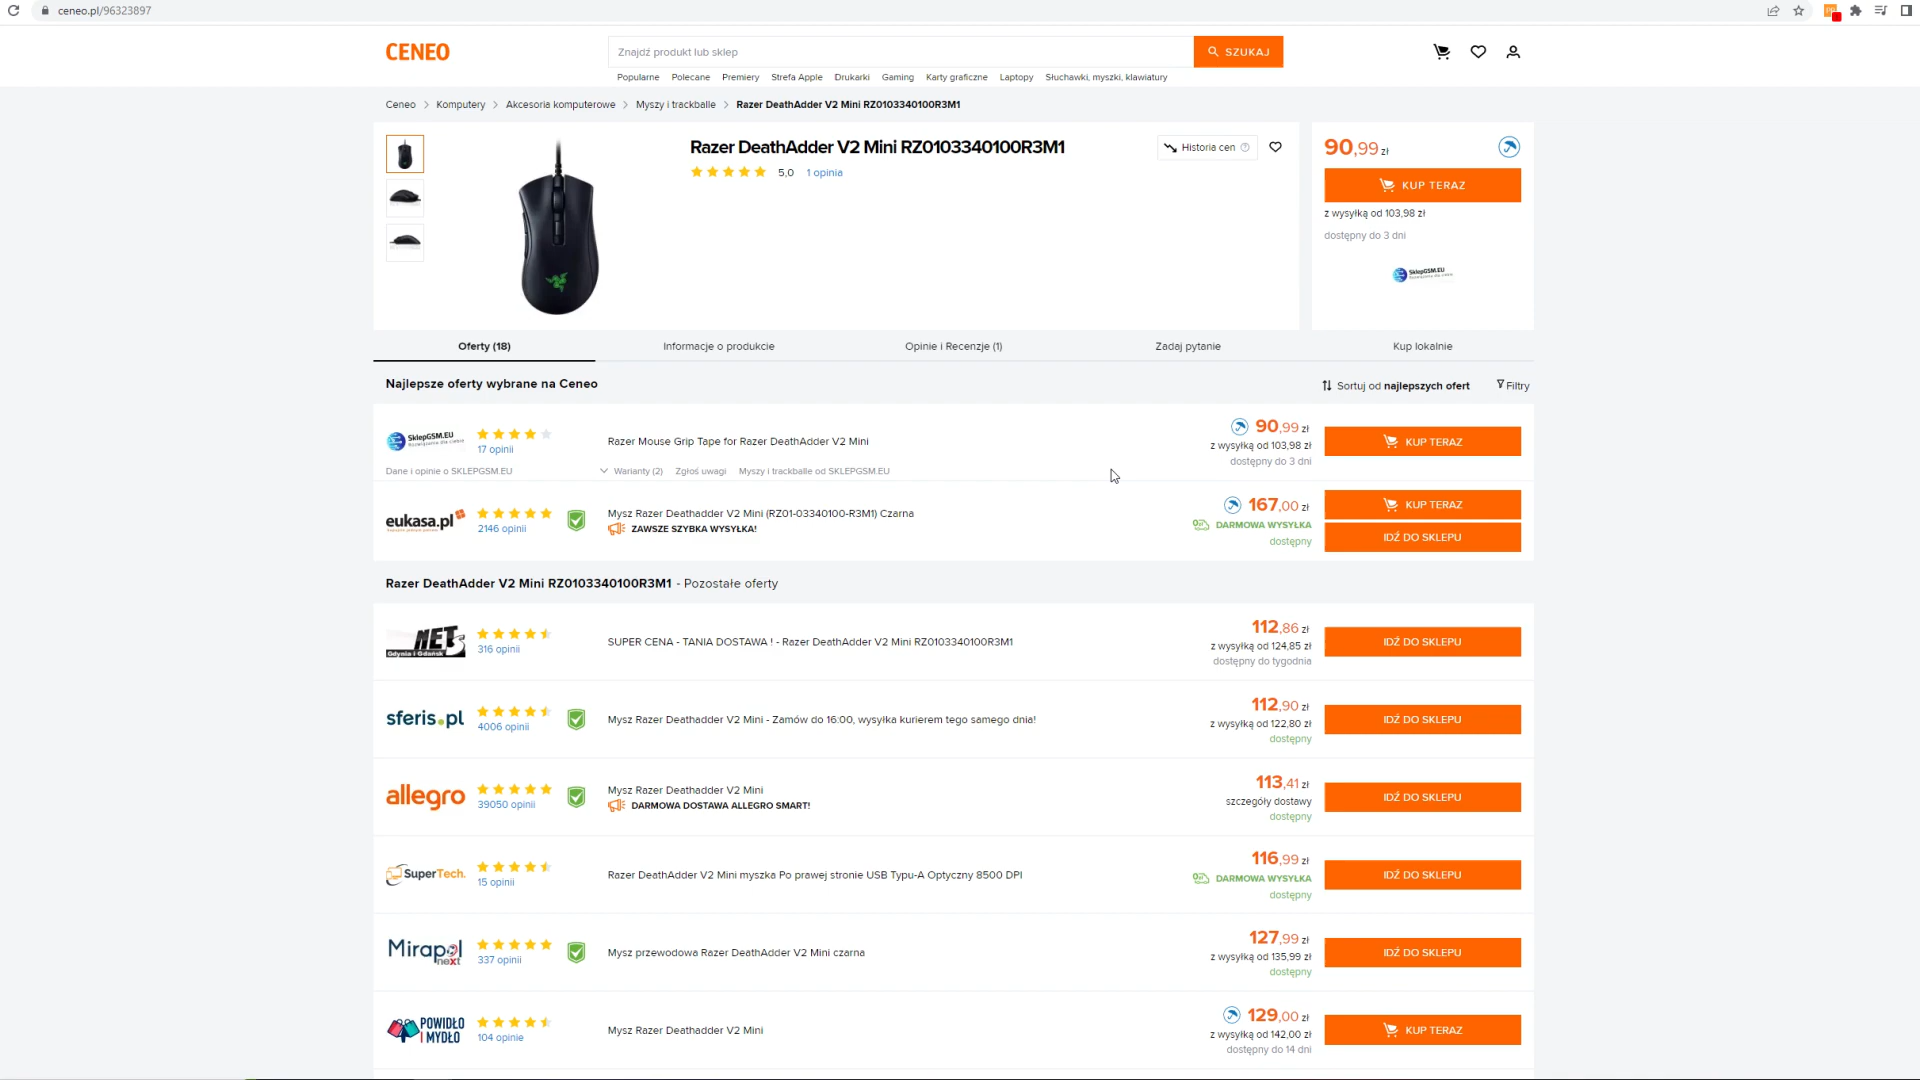 ceneo.pl/96323897
CENEO
Znajdź produkt lub sklep
SZUKAJ
Popularne Polecane Premiery Strefa Apple Drukarki Gaming Karty graficzne Laptopy Słuchawki, myszki, klawiatury
Ceneo Komputery Akcesoria komputerowe Myszy i trackballe Razer DeathAdder V2 Mini RZ0103340100R3M1
Razer DeathAdder V2 Mini RZ0103340100R3M1
Historia cen
5,0 1 opinia
90,99 zł
KUP TERAZ
z wysyłką od 103,98 zł
dostępny do 3 dni
SklepGSM.EU
Oferty (18) Informacje o produkcie Opinie i Recenzje (1) Zadaj pytanie Kup lokalnie
Najlepsze oferty wybrane na Ceneo
Sortuj od najlepszych ofert Filtry
SklepGSM.EU
17 opinii
Razer Mouse Grip Tape for Razer DeathAdder V2 Mini
90,99 zł
z wysyłką od 103,98 zł
dostępny do 3 dni
KUP TERAZ
Dane i opinie o SKLEPGSM.EU Warianty (2) Zgłoś uwagi Myszy i trackballe od SKLEPGSM.EU
eukasa.pl
2146 opinii
Mysz Razer Deathadder V2 Mini (RZ01-03340100-R3M1) Czarna
ZAWSZE SZYBKA WYSYŁKA!
167,00 zł
DARMOWA WYSYŁKA
dostępny
KUP TERAZ
IDŹ DO SKLEPU
Razer DeathAdder V2 Mini RZ0103340100R3M1 - Pozostałe oferty
NET
Gdynia i Gdańsk
316 opinii
SUPER CENA - TANIA DOSTAWA ! - Razer DeathAdder V2 Mini RZ0103340100R3M1
112,86 zł
z wysyłką od 124,85 zł
dostępny do tygodnia
IDŹ DO SKLEPU
sferis.pl
4006 opinii
Mysz Razer Deathadder V2 Mini - Zamów do 16:00, wysyłka kurierem tego samego dnia!
112,90 zł
z wysyłką od 122,80 zł
dostępny
IDŹ DO SKLEPU
allegro
39050 opinii
Mysz Razer Deathadder V2 Mini
DARMOWA DOSTAWA ALLEGRO SMART!
113,41 zł
szczegóły dostawy
dostępny
IDŹ DO SKLEPU
SuperTech.
15 opinii
Razer DeathAdder V2 Mini myszka Po prawej stronie USB Typu-A Optyczny 8500 DPI
116,99 zł
DARMOWA WYSYŁKA
dostępny
IDŹ DO SKLEPU
Mirapol
next
337 opinii
Mysz przewodowa Razer DeathAdder V2 Mini czarna
127,99 zł
z wysyłką od 135,99 zł
dostępny
IDŹ DO SKLEPU
POWIDŁO
I MYDŁO
104 opinie
Mysz Razer Deathadder V2 Mini
129,00 zł
z wysyłką od 142,00 zł
dostępny do 14 dni
KUP TERAZ